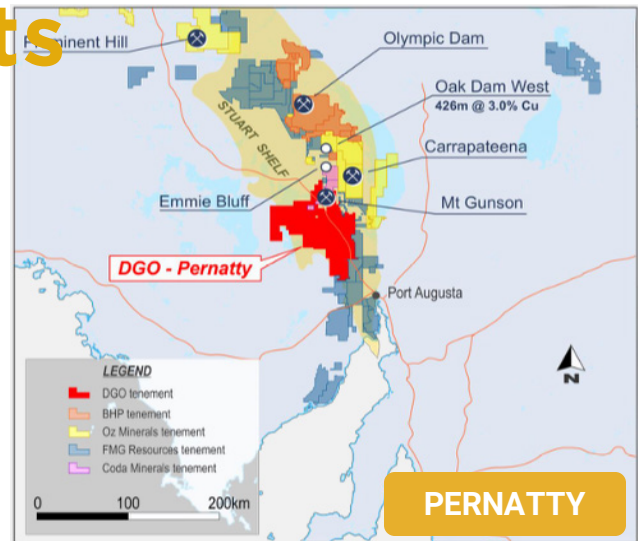 ts
Prominent Hill
Olympic Dam
Oak Dam West
426m @ 3.0% Cu
STUART SHELF
Carrapateena
Emmie Bluff
Mt Gunson
DGO - Pernatty
Port Augusta
LEGEND
DGO tenement
BHP tenement
Oz Minerals tenement
FMG Resources tenement
Coda Minerals tenement
N
0 100 200km
PERNATTY